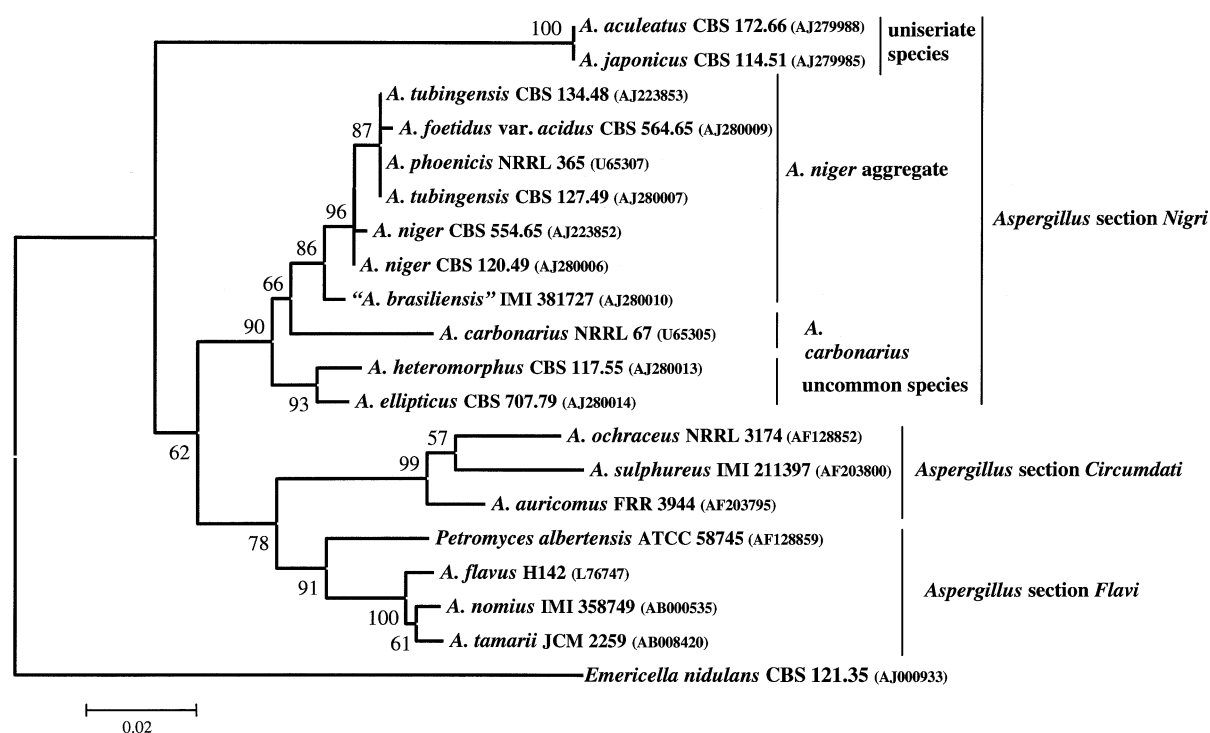 100
A. aculeatus CBS 172.66 (AJ279988)
A. japonicus CBS 114.51 (AJ279985)
uniseriate
species
A. tubingensis CBS 134.48 (AJ223853)
87
A. foetidus var. acidus CBS 564.65 (AJ280009)
A. phoenicis NRRL 365 (U65307)
A. tubingensis CBS 127.49 (AJ280007)
A. niger aggregate
96
A. niger CBS 554.65 (AJ223852)
Aspergillus section Nigri
86
A. niger CBS 120.49 (AJ280006)
66
“A. brasiliensis” IMI 381727 (AJ280010)
90
A. carbonarius NRRL 67 (U65305)
A.
carbonarius
A. heteromorphus CBS 117.55 (AJ280013)
uncommon species
93
A. ellipticus CBS 707.79 (AJ280014)
62
57
A. ochraceus NRRL 3174 (AF128852)
99
A. sulphureus IMI 211397 (AF203800)
Aspergillus section Circumdati
A. auricomus FRR 3944 (AF203795)
78
Petromyces albertensis ATCC 58745 (AF128859)
91
A. flavus H142 (L76747)
Aspergillus section Flavi
100
A. nomius IMI 358749 (AB000535)
61
A. tamarii JCM 2259 (AB008420)
Emericella nidulans CBS 121.35 (AJ000933)
0.02